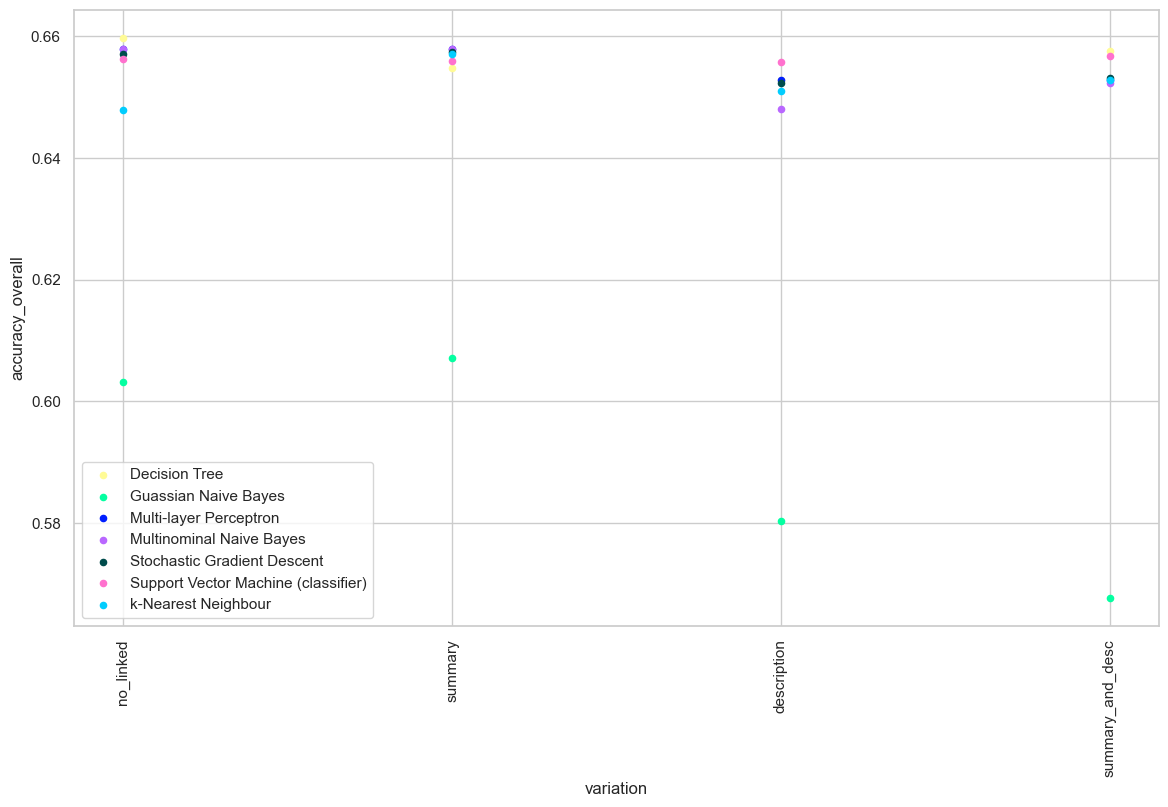 0.66
0.64
0.62
0.60
0.58
accuracy_overall
Decision Tree
Guassian Naive Bayes
Multi-layer Perceptron
Multinominal Naive Bayes
Stochastic Gradient Descent
Support Vector Machine (classifier)
k-Nearest Neighbour
no_linked
summary
description
summary_and_desc
variation